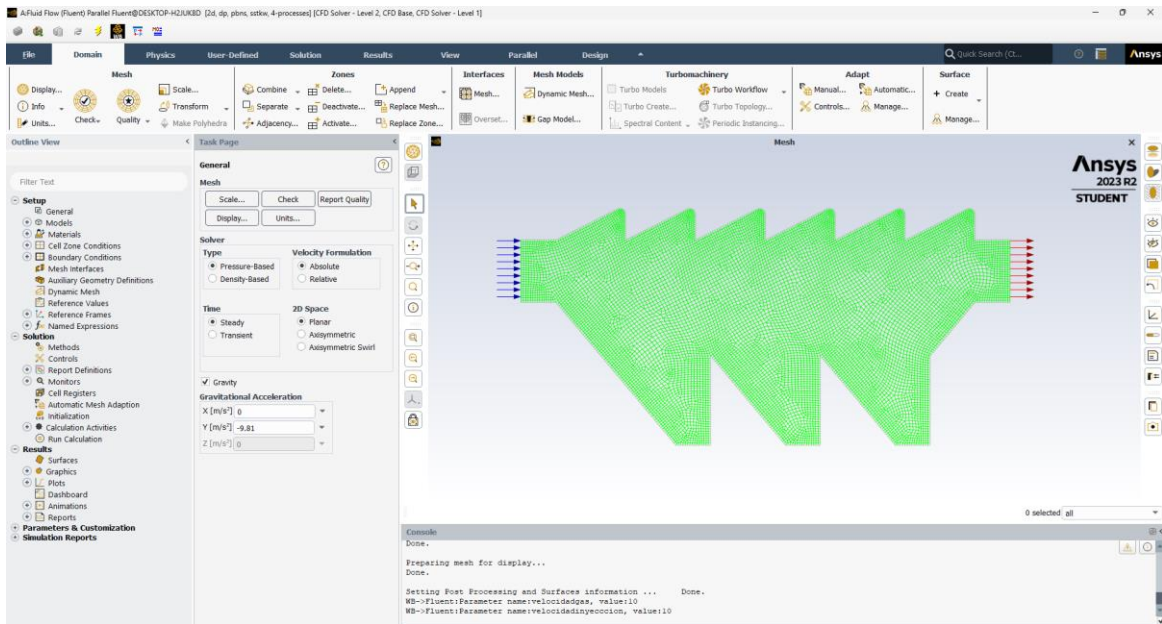 A:Fluid Flow (Fluent) Parallel Fluent@DESKTOP-H2JUK8D [2d, dp, pbns, sstkw, 4-processes] [CFD Solver - Level 2, CFD Base, CFD Solver - Level 1]
File Domain Physics User-Defined Solution Results View Parallel Design Quick Search (Ct... Ansys
Mesh Zones Interfaces Mesh Models Turbomachinery Adapt Surface
Display... Scale... Combine Delete... Append Mesh... Dynamic Mesh... Turbo Models Turbo Workflow Manual... Automatic... + Create
Info Check Quality Transform Separate Deactivate... Replace Mesh... Turbo Create... Turbo Topology... Controls... Manage...
Units... Make Polyhedra Adjacency... Activate... Replace Zone... Overset... Gap Model... Spectral Content Periodic Instancing... Manage...
Outline View
Filter Text
Setup
General
Models
Materials
Cell Zone Conditions
Boundary Conditions
Mesh Interfaces
Auxiliary Geometry Definitions
Dynamic Mesh
Reference Values
Reference Frames
Named Expressions
Solution
Methods
Controls
Report Definitions
Monitors
Cell Registers
Automatic Mesh Adaption
Initialization
Calculation Activities
Run Calculation
Results
Surfaces
Graphics
Plots
Dashboard
Animations
Reports
Parameters & Customization
Simulation Reports
Task Page
General
Mesh
Scale... Check Report Quality
Display... Units...
Solver
Type Velocity Formulation
Pressure-Based Absolute
Density-Based Relative
Time 2D Space
Steady Planar
Transient Axisymmetric
Axisymmetric Swirl
Gravity
Gravitational Acceleration
X [m/s²] 0
Y [m/s²] -9.81
Z [m/s²] 0
Mesh
Ansys
2023 R2
STUDENT
0 selected all
Console
Done.
Preparing mesh for display...
Done.
Setting Post Processing and Surfaces information ... Done.
WB->Fluent:Parameter name:velocidadgas, value:10
WB->Fluent:Parameter name:velocidadinyecccion, value:10